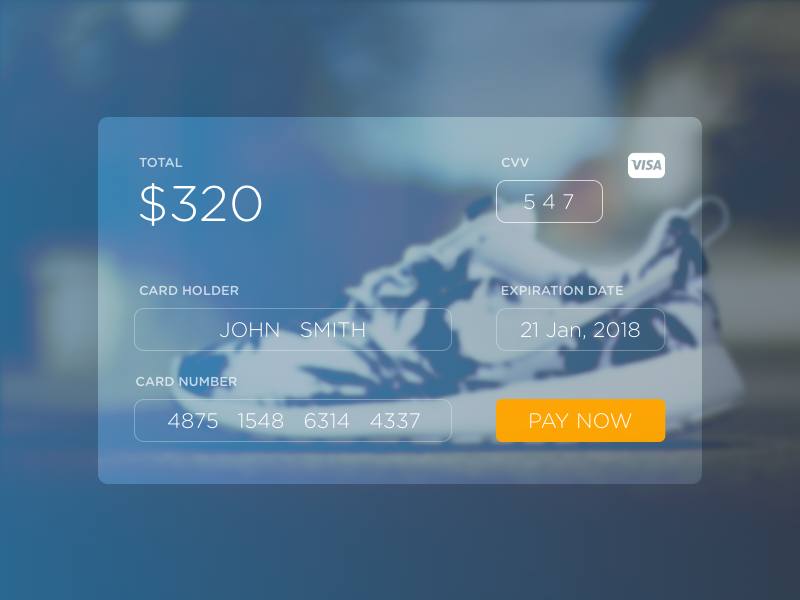 TOTAL
$320
CVV
VISA
5 4 7
CARD HOLDER
JOHN SMITH
EXPIRATION DATE
21 Jan, 2018
CARD NUMBER
4875 1548 6314 4337
PAY NOW